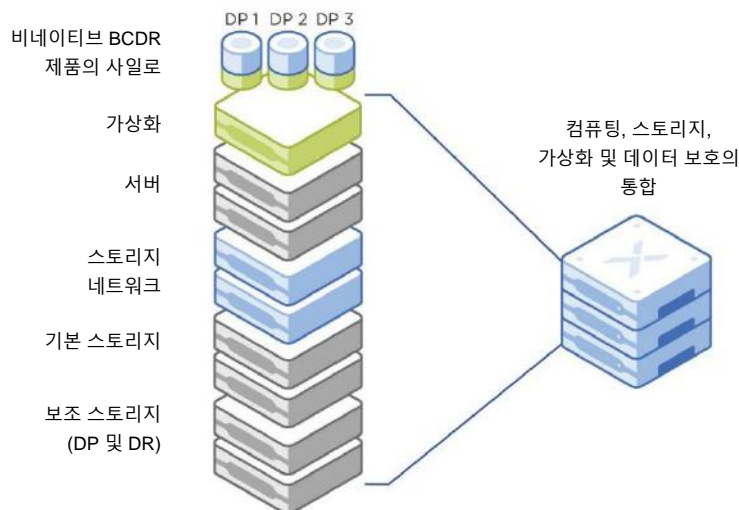 DP 1 DP 2 DP 3
비네이티브 BCDR
제품의 사일로
가상화
서버
스토리지
네트워크
기본 스토리지
보조 스토리지
(DP 및 DR)
컴퓨팅, 스토리지,
가상화 및 데이터 보호의
통합